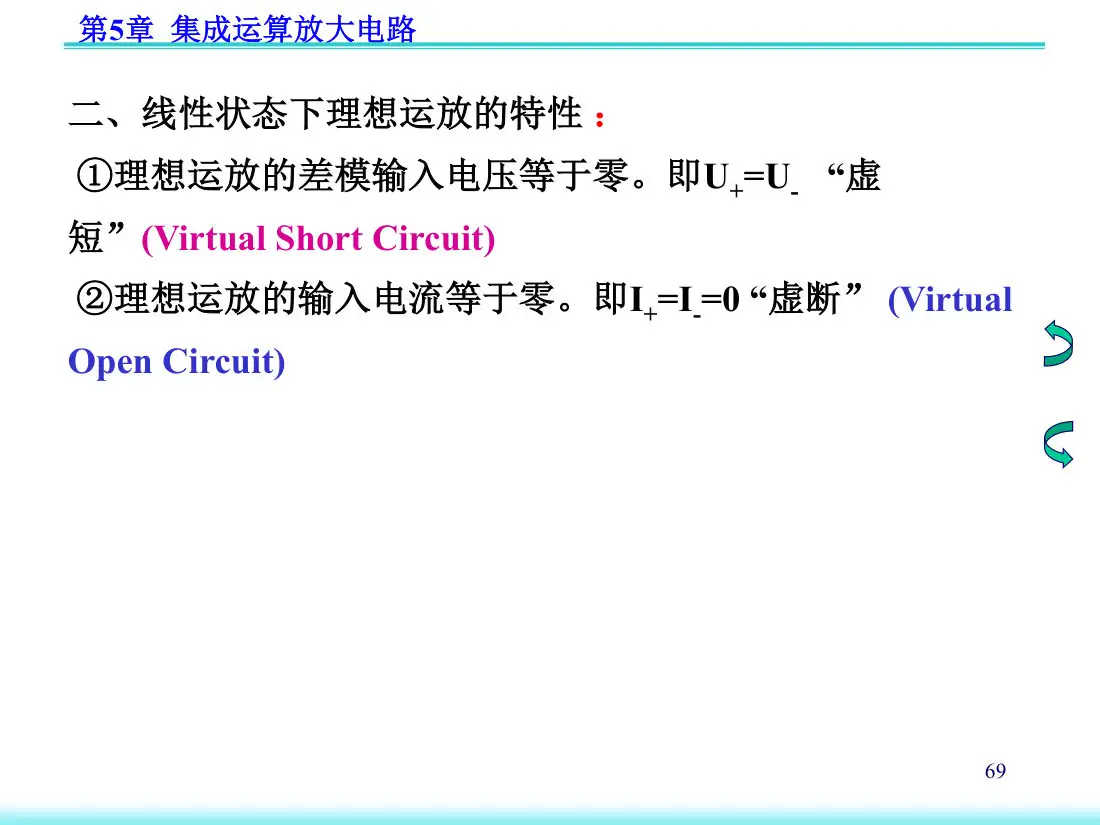 第5章 集成运算放大电路
二、线性状态下理想运放的特性：
①理想运放的差模输入电压等于零。即U+=U- “虚
短”(Virtual Short Circuit)
②理想运放的输入电流等于零。即I+=I-=0 “虚断” (Virtual
Open Circuit)
69